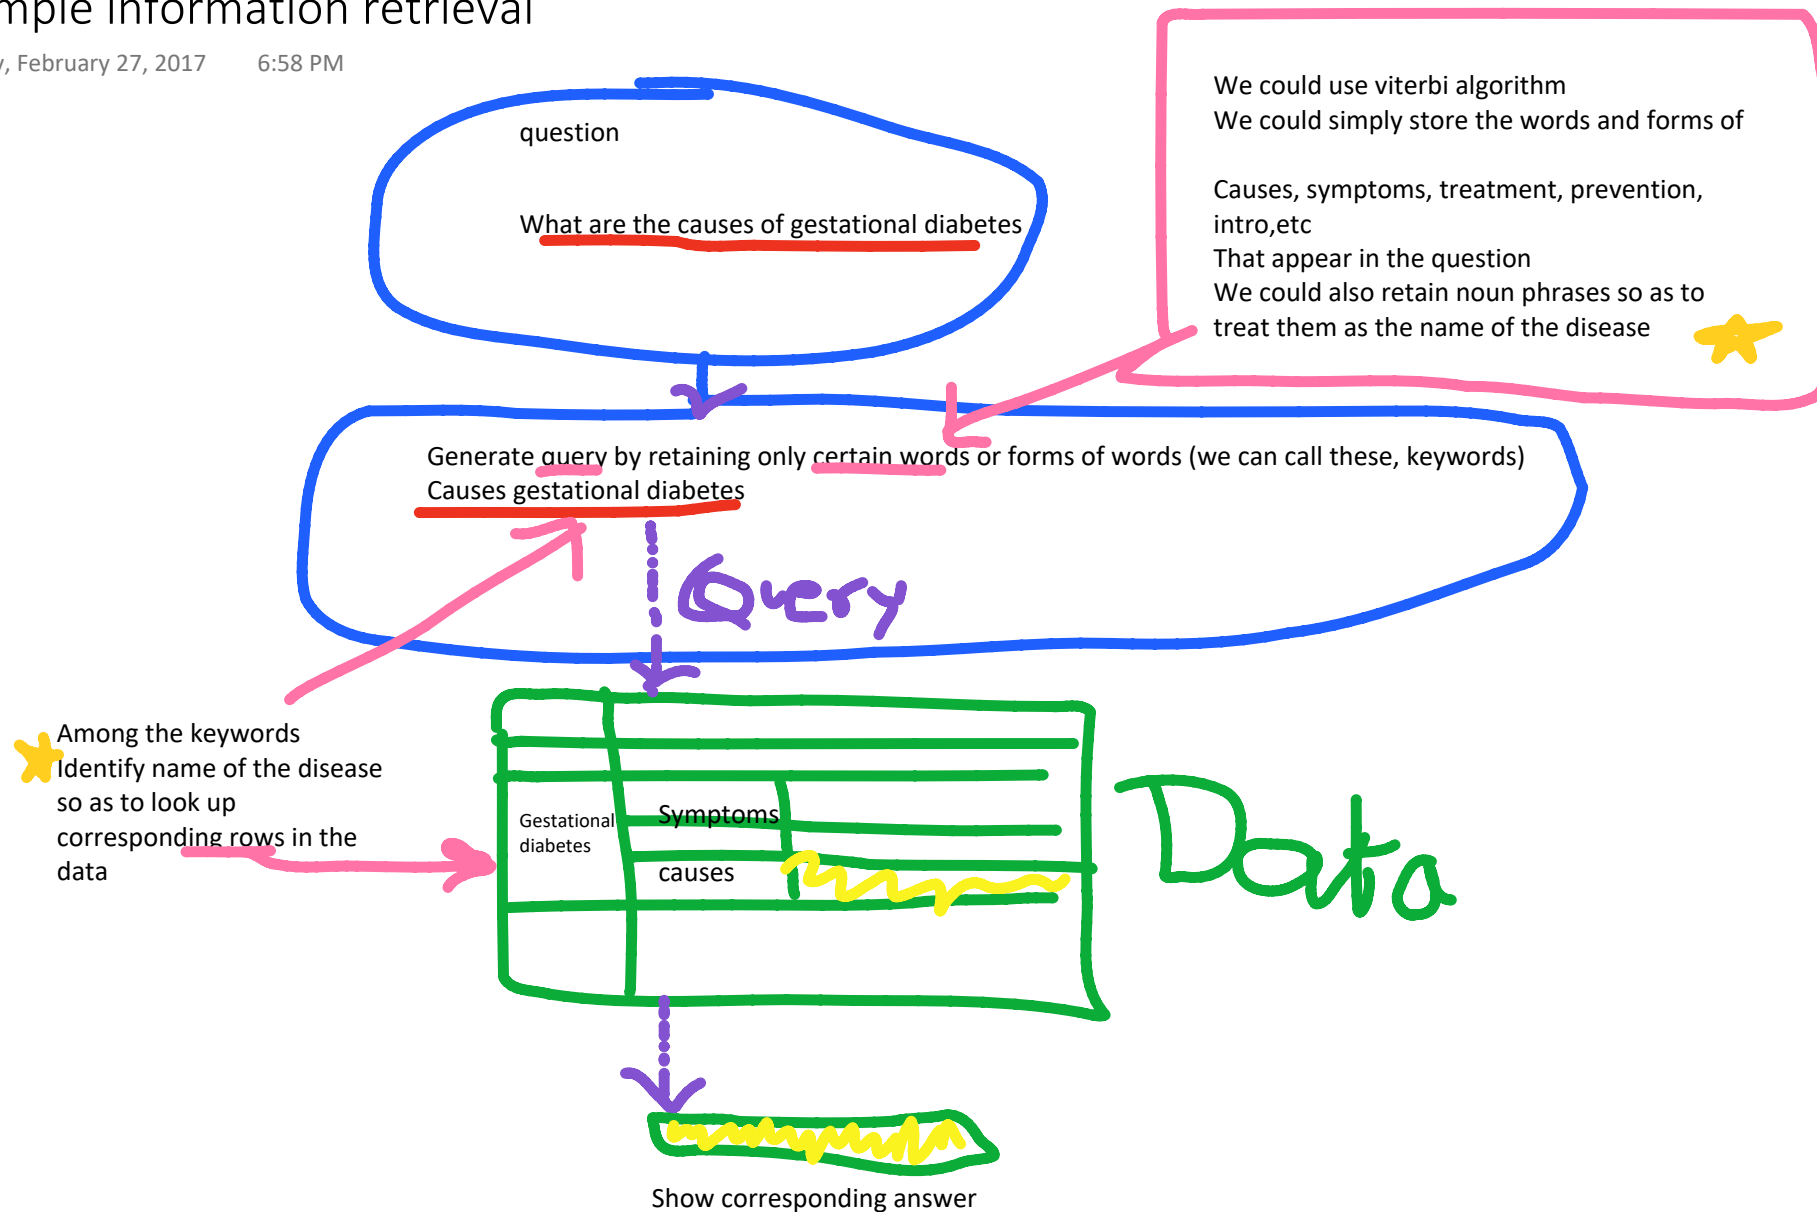 mple information retrieval
, February 27, 2017 6:58 PM
question
What are the causes of gestational diabetes
We could use viterbi algorithm
We could simply store the words and forms of
Causes, symptoms, treatment, prevention,
intro,etc
That appear in the question
We could also retain noun phrases so as to
treat them as the name of the disease
Generate query by retaining only certain words or forms of words (we can call these, keywords)
Causes gestational diabetes
Query
Among the keywords
Identify name of the disease
so as to look up
corresponding rows in the
data
Gestational
diabetes
Symptoms
causes
Data
Show corresponding answer